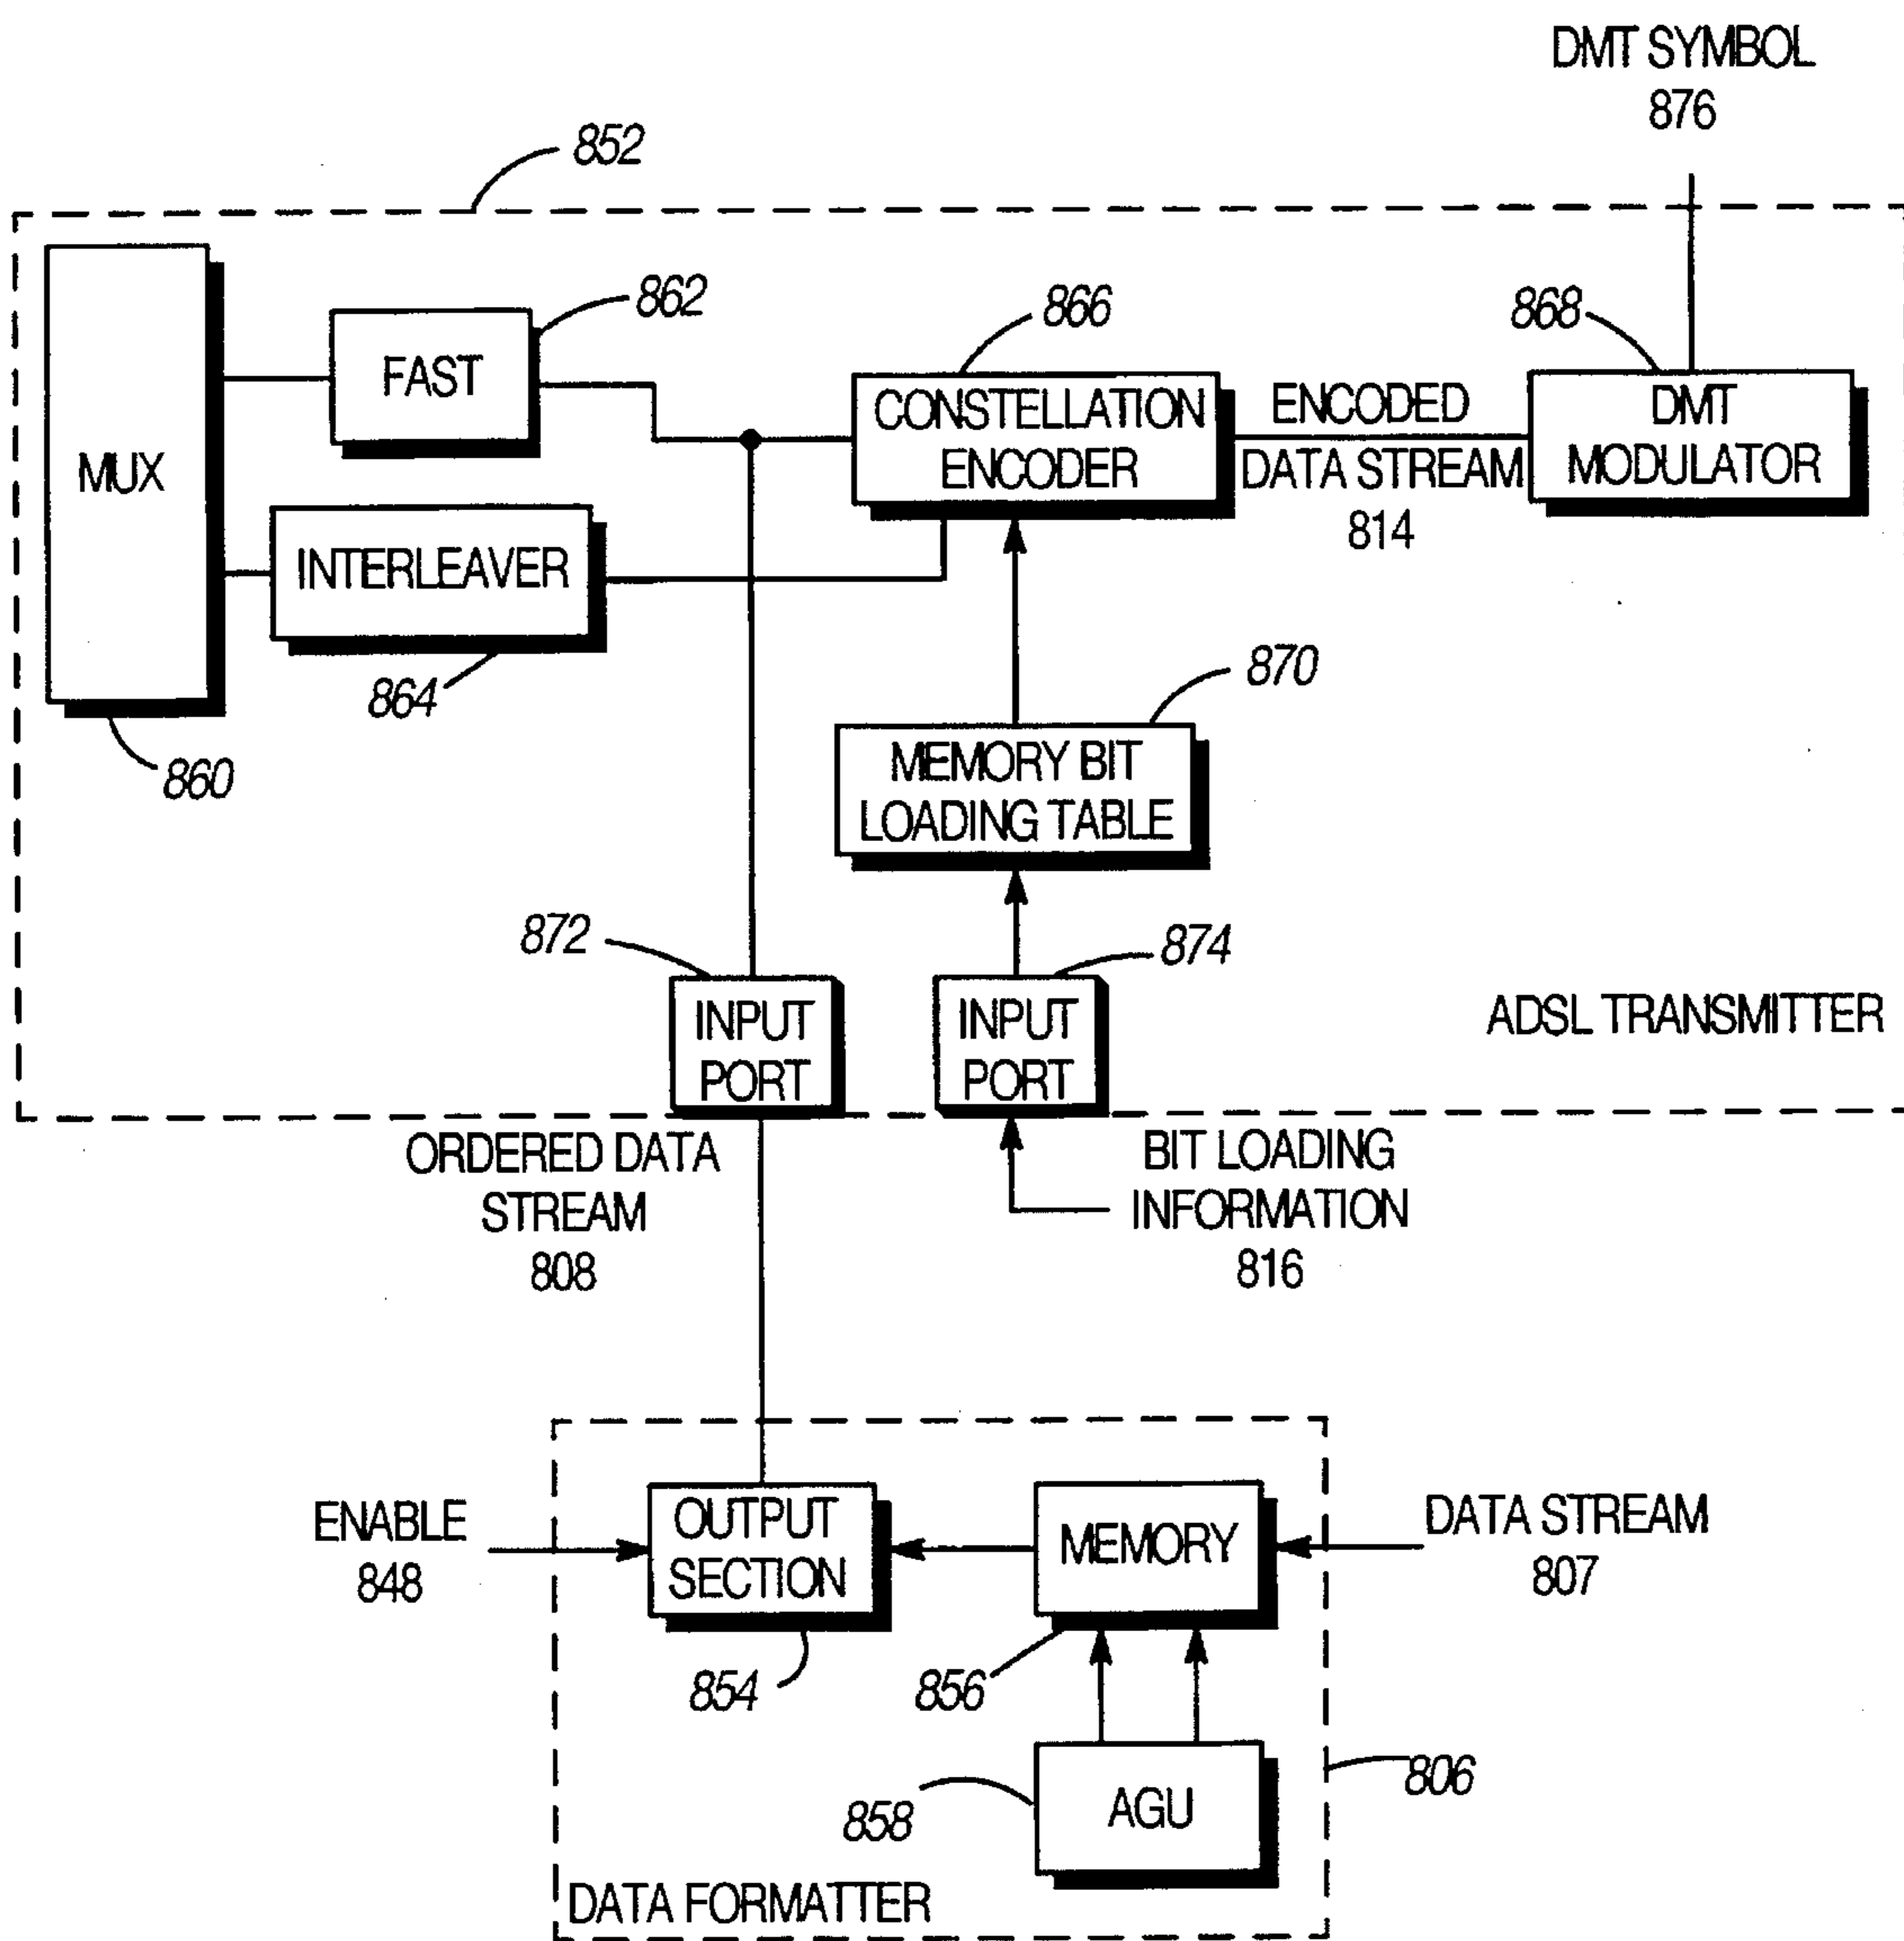 DMT SYMBOL
876
852
862
866
868
FAST
MUX
CONSTELLATION
ENCODER
ENCODED
DATA STREAM
814
DMT
MODULATOR
INTERLEAVER
864
860
870
MEMORY BIT
LOADING TABLE
872
874
INPUT
PORT
INPUT
PORT
ADSL TRANSMITTER
ORDERED DATA
STREAM
808
BIT LOADING
INFORMATION
816
ENABLE
848
OUTPUT
SECTION
MEMORY
DATA STREAM
807
854
856
858
AGU
806
DATA FORMATTER